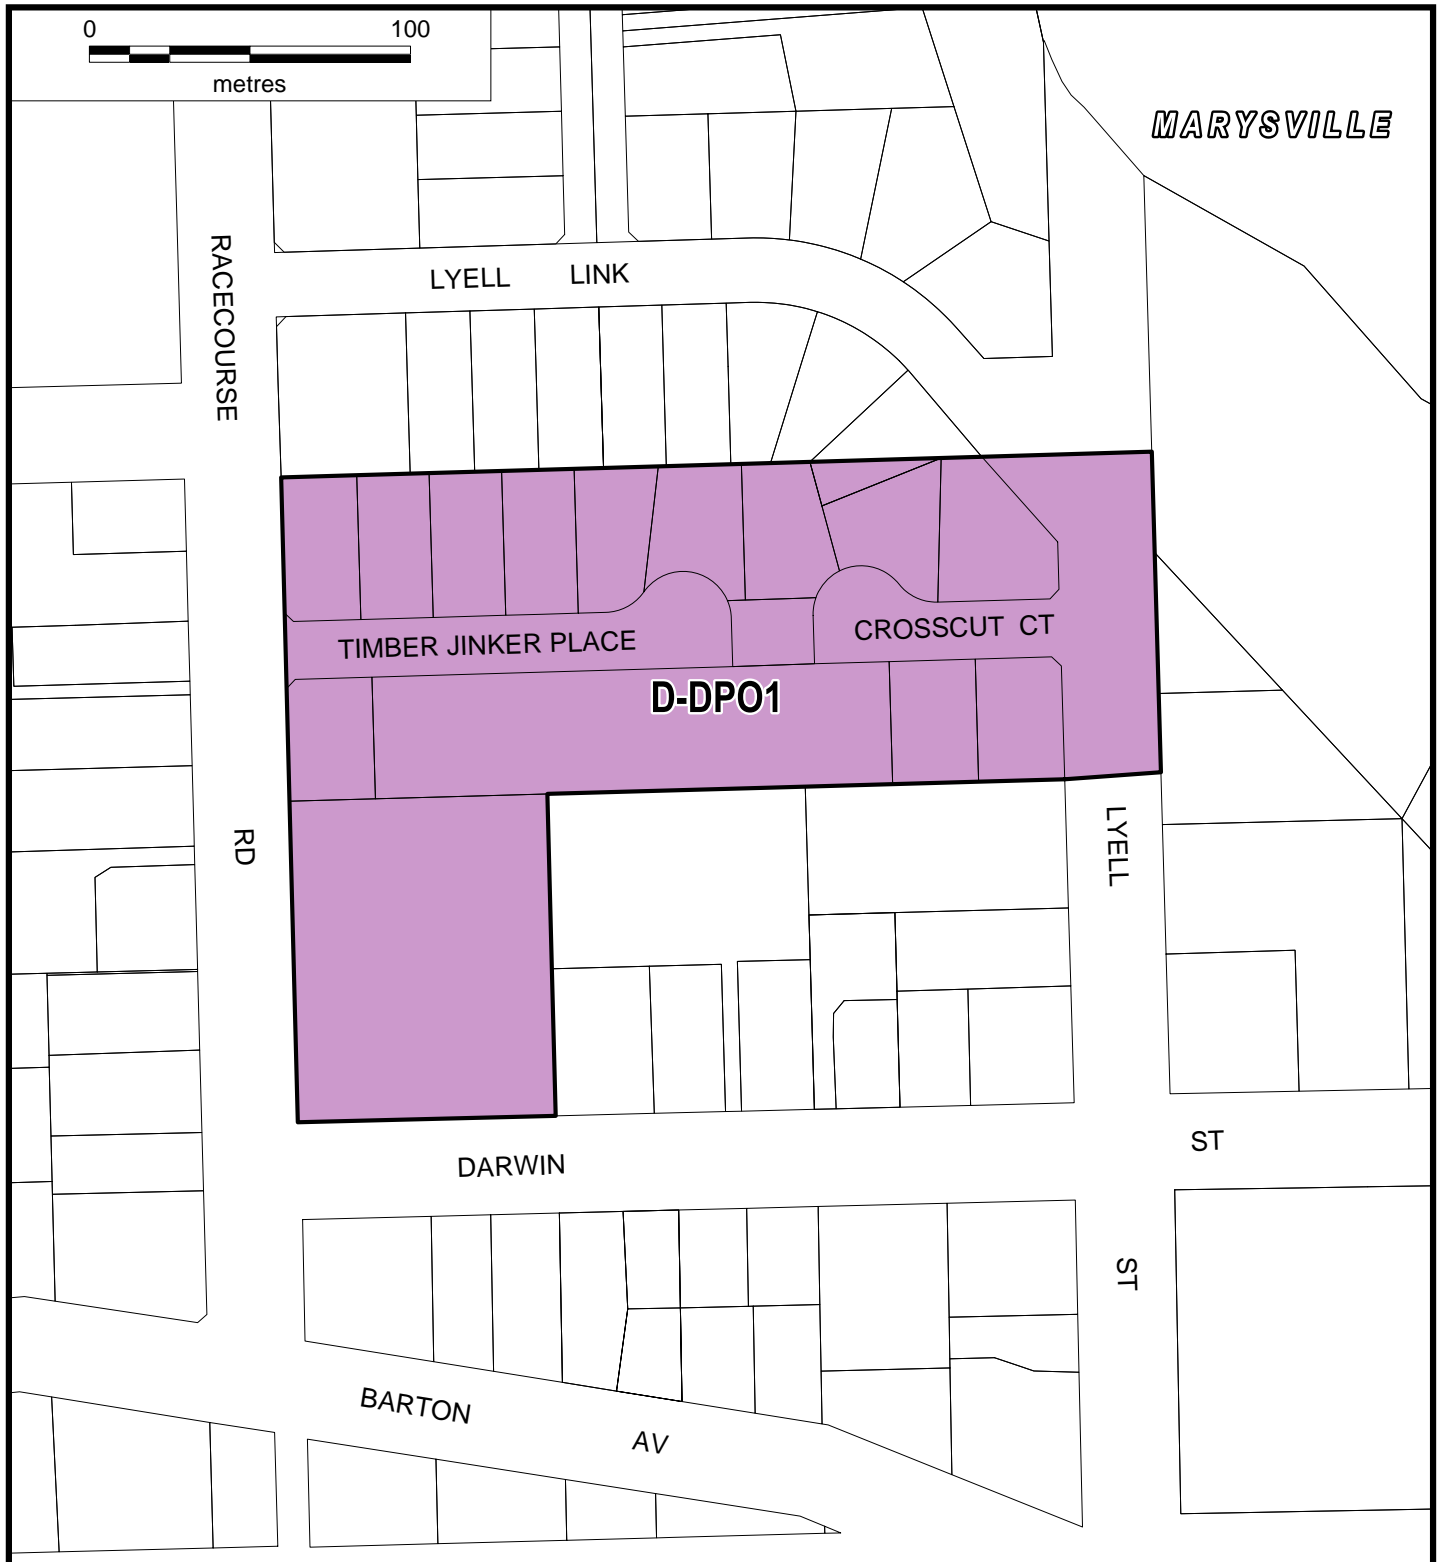 0 100
metres
MARYSVILLE
RACECOURSE
LYELL LINK
TIMBER JINKER PLACE
CROSSCUT CT
D-DPO1
RD
LYELL
DARWIN
ST
ST
BARTON
AV